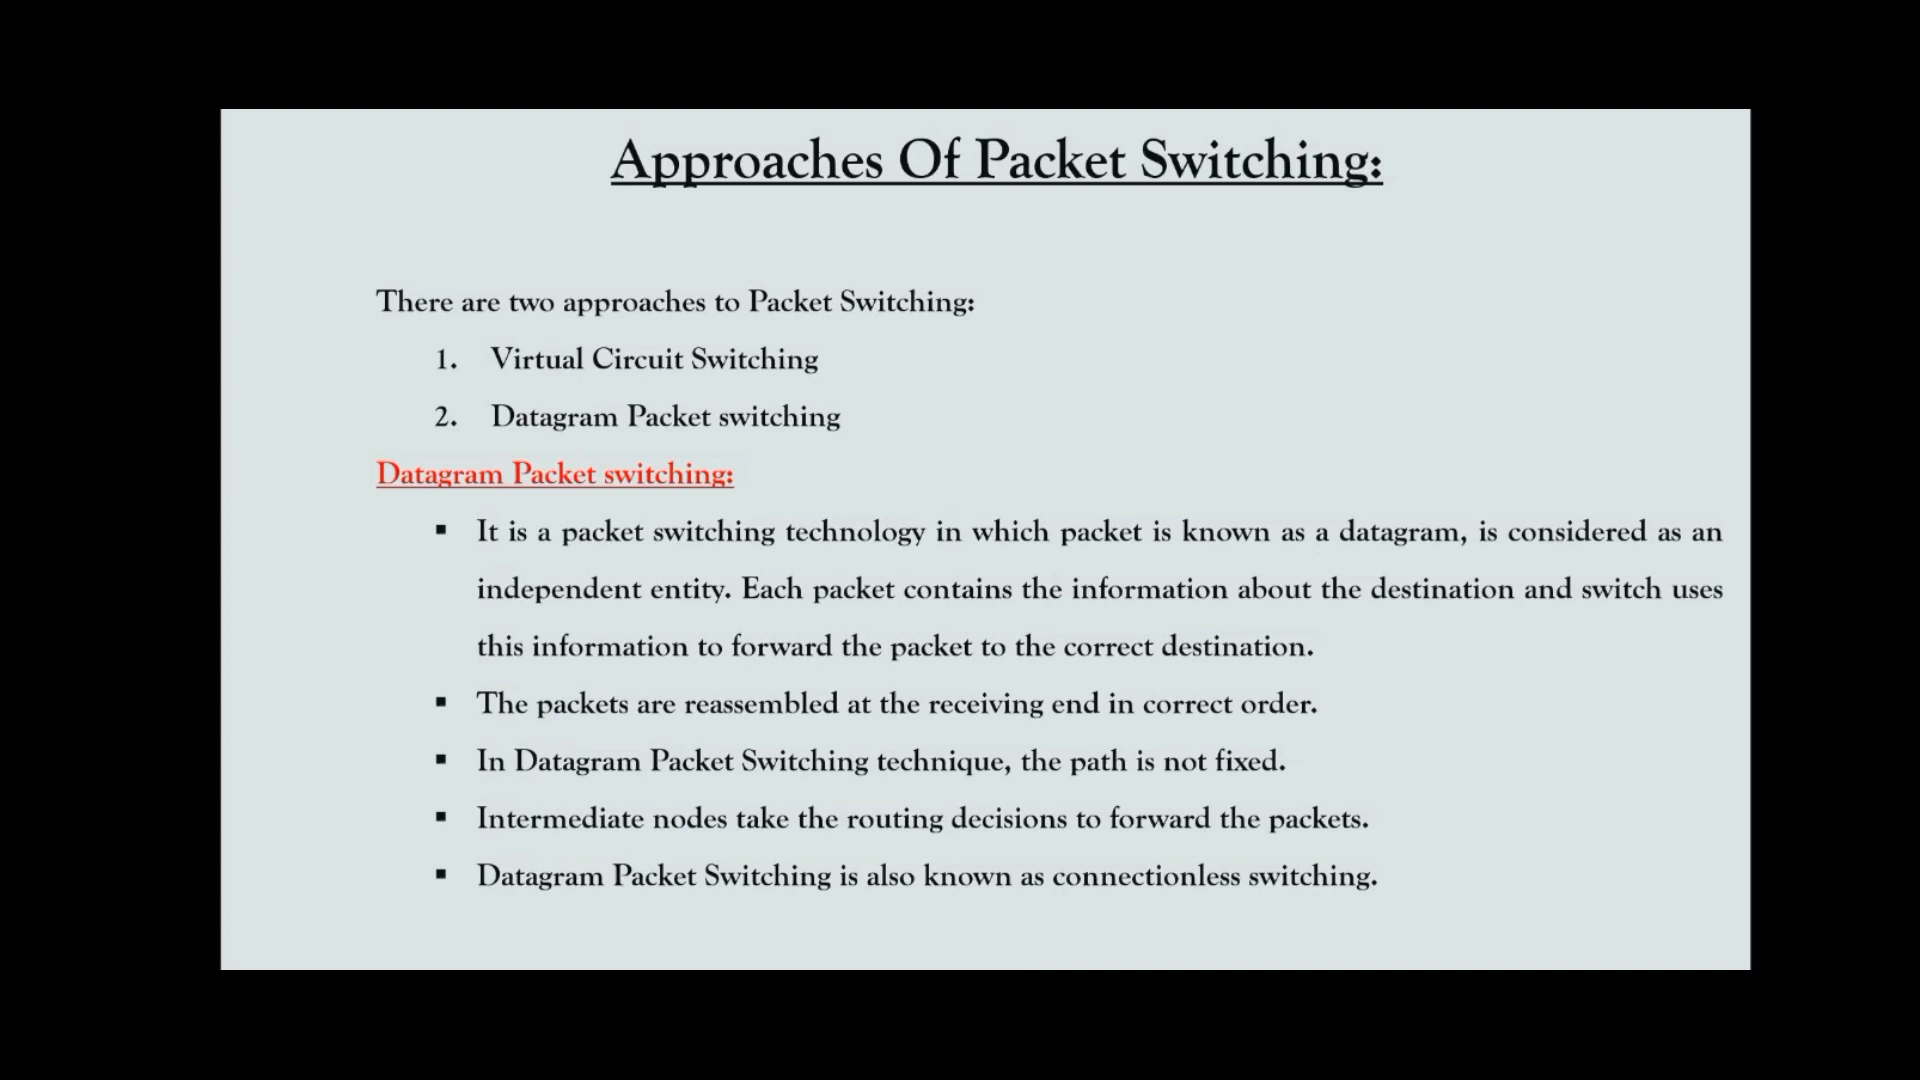 Approaches Of Packet Switching:
There are two approaches to Packet Switching:
1. Virtual Circuit Switching
2. Datagram Packet switching
Datagram Packet switching:
▪ It is a packet switching technology in which packet is known as a datagram, is considered as an
independent entity. Each packet contains the information about the destination and switch uses
this information to forward the packet to the correct destination.
▪ The packets are reassembled at the receiving end in correct order.
▪ In Datagram Packet Switching technique, the path is not fixed.
▪ Intermediate nodes take the routing decisions to forward the packets.
▪ Datagram Packet Switching is also known as connectionless switching.